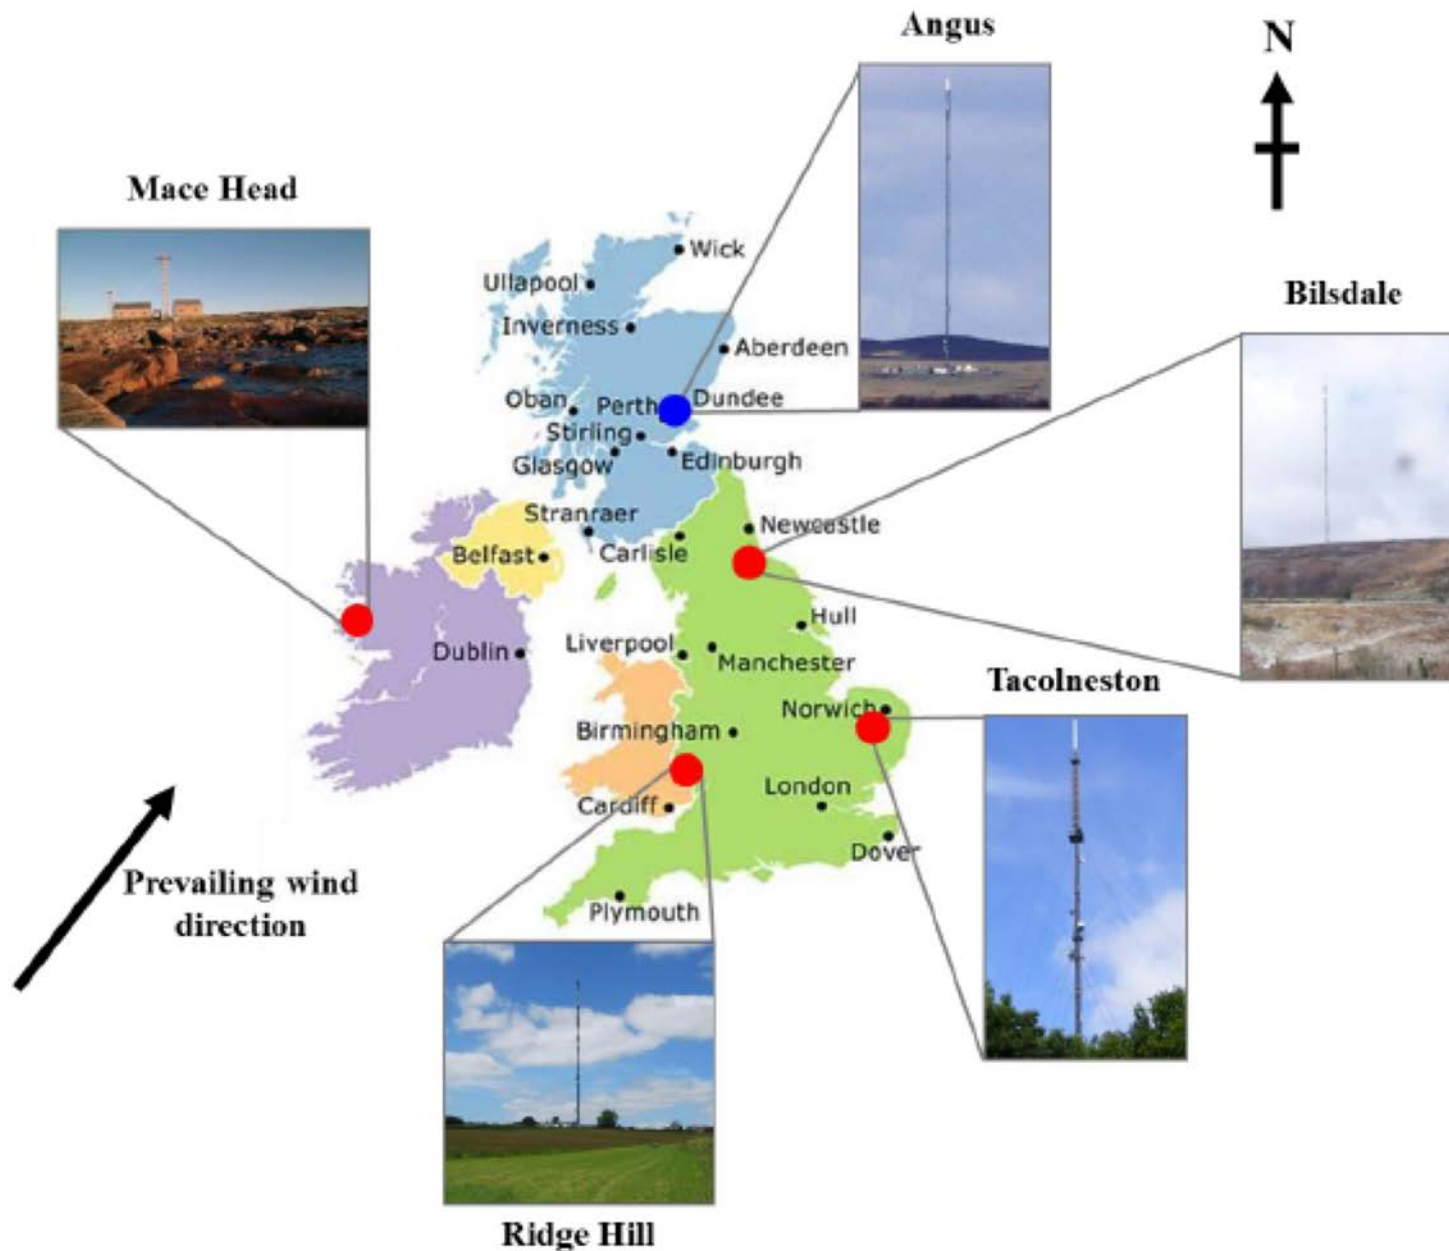 Angus
N
Mace Head
Wick
Ullapool
Bilsdale
Inverness
Aberdeen
Oban
Perth
Dundee
Stirling
Glasgow
Edinburgh
Stranraer
Newcastle
Belfast
Carlisle
Hull
Liverpool
Dublin
Manchester
Tacolneston
Norwich
Birmingham
London
Cardiff
Dover
Prevailing wind
direction
Plymouth
Ridge Hill